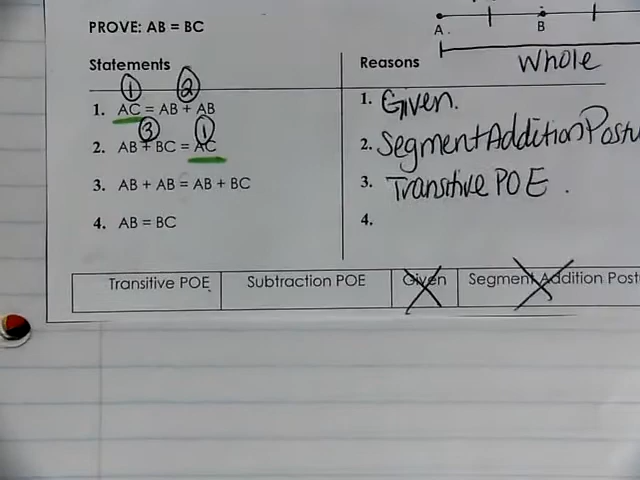 PROVE: AB = BC
A.
B
Whole
Statements
Reasons
1 2
1. AC = AB + AB
1. Given.
3 1
2. AB + BC = AC
2. Segment Addition Postu
3. AB + AB = AB + BC
3. Transitive POE.
4. AB = BC
4.
Transitive POE Subtraction POE Given Segment Addition Post